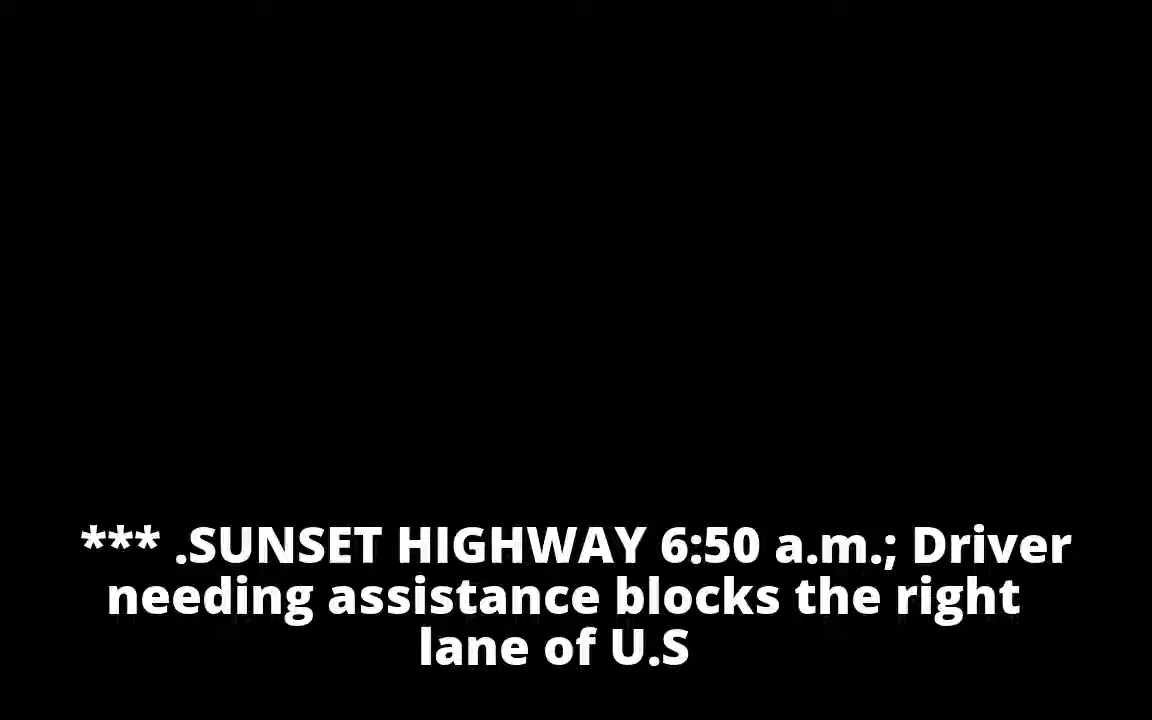 *** .SUNSET HIGHWAY 6:50 a.m.; Driver
needing assistance blocks the right
lane of U.S